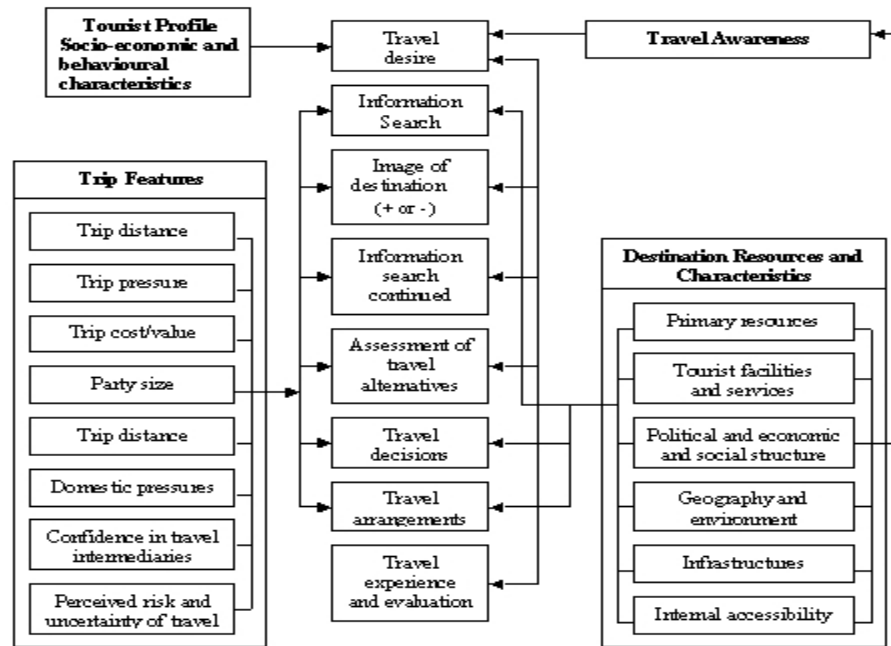 Tourist Profile
Socio-economic and
behavioural
characteristics
Travel
desire
Travel Awareness
Information
Search
Image of
destination
(+ or -)
Information
search
continued
Assessment of
travel
alternatives
Travel
decisions
Travel
arrangements
Travel
experience
and evaluation
Trip Features
Trip distance
Trip pressure
Trip cost/value
Party size
Trip distance
Domestic pressures
Confidence in travel
intermediaries
Perceived risk and
uncertainty of travel
Destination Resources and
Characteristics
Primary resources
Tourist facilities
and services
Political and economic
and social structure
Geography and
environment
Infrastructures
Internal accessibility